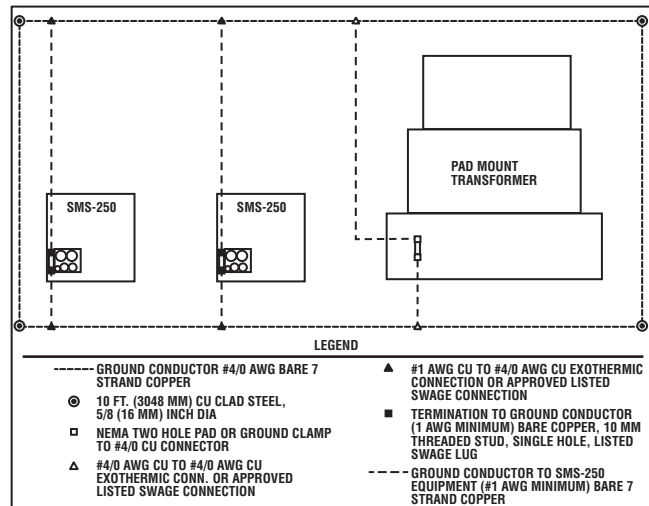 SMS-250
SMS-250
PAD MOUNT
TRANSFORMER
LEGEND
GROUND CONDUCTOR #4/0 AWG BARE 7
STRAND COPPER
10 FT. (3048 MM) CU CLAD STEEL,
5/8 (16 MM) INCH DIA
NEMA TWO HOLE PAD OR GROUND CLAMP
TO #4/0 CU CONNECTOR
#4/0 AWG CU TO #4/0 AWG CU
EXOTHERMIC CONN. OR APPROVED
LISTED SWAGE CONNECTION
#1 AWG CU TO #4/0 AWG CU EXOTHERMIC
CONNECTION OR APPROVED LISTED
SWAGE CONNECTION
TERMINATION TO GROUND CONDUCTOR
(1 AWG MINIMUM) BARE COPPER, 10 MM
THREADED STUD, SINGLE HOLE, LISTED
SWAGE LUG
GROUND CONDUCTOR TO SMS-250
EQUIPMENT (#1 AWG MINIMUM) BARE 7
STRAND COPPER